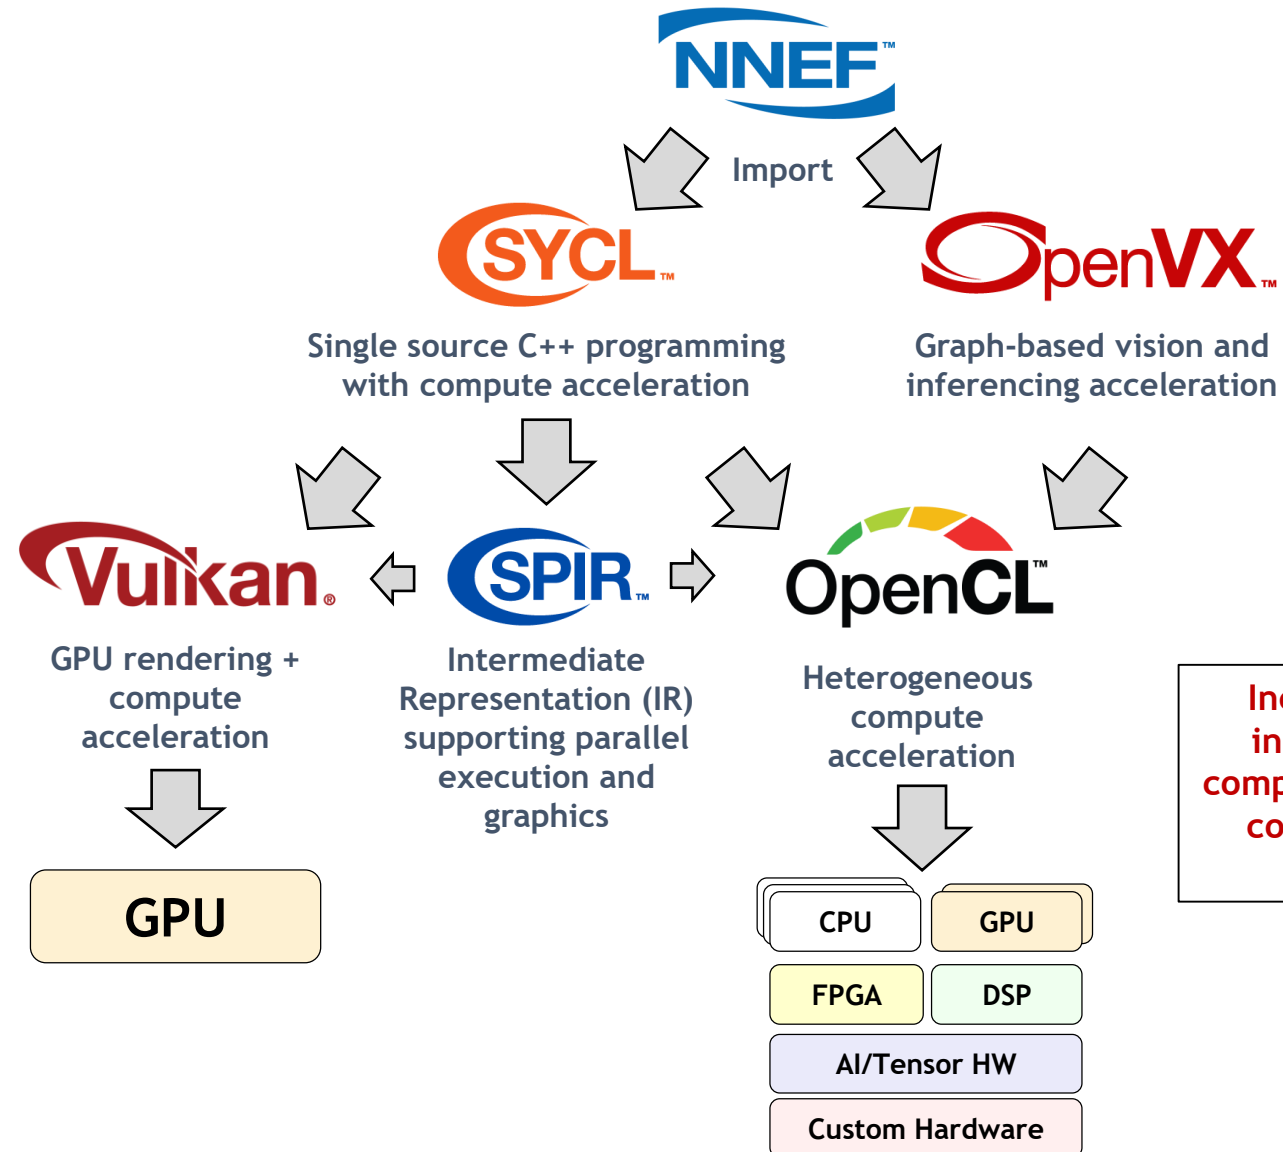 NNEF™
Import
SYCL™
OpenVX™
Single source C++ programming
with compute acceleration
Graph-based vision and
inferencing acceleration
Vulkan®
SPIR™
OpenCL™
GPU rendering +
compute
acceleration
Intermediate
Representation (IR)
supporting parallel
execution and
graphics
Heterogeneous
compute
acceleration
in
GPU
CPU
GPU
FPGA
DSP
AI/Tensor HW
Custom Hardware